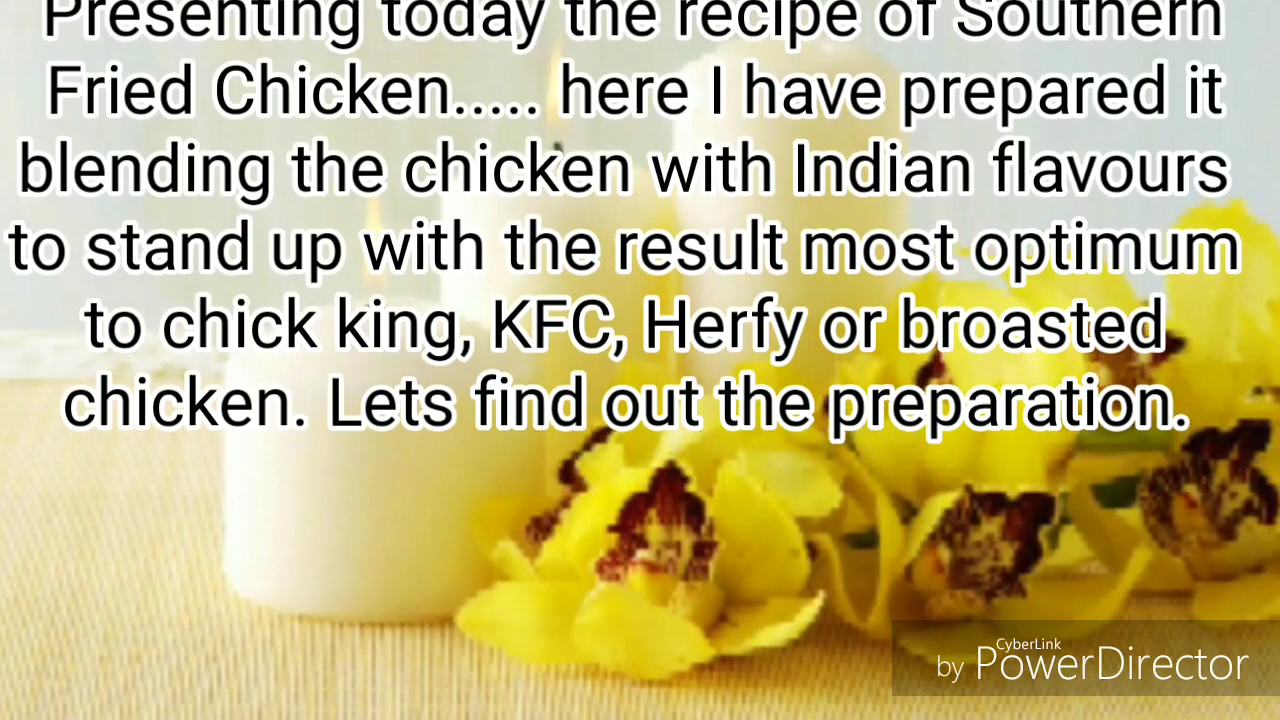 Presenting today the recipe of Southern
Fried Chicken..... here I have prepared it
blending the chicken with Indian flavours
to stand up with the result most optimum
to chick king, KFC, Herfy or broasted
chicken. Lets find out the preparation.
CyberLink
by PowerDirector